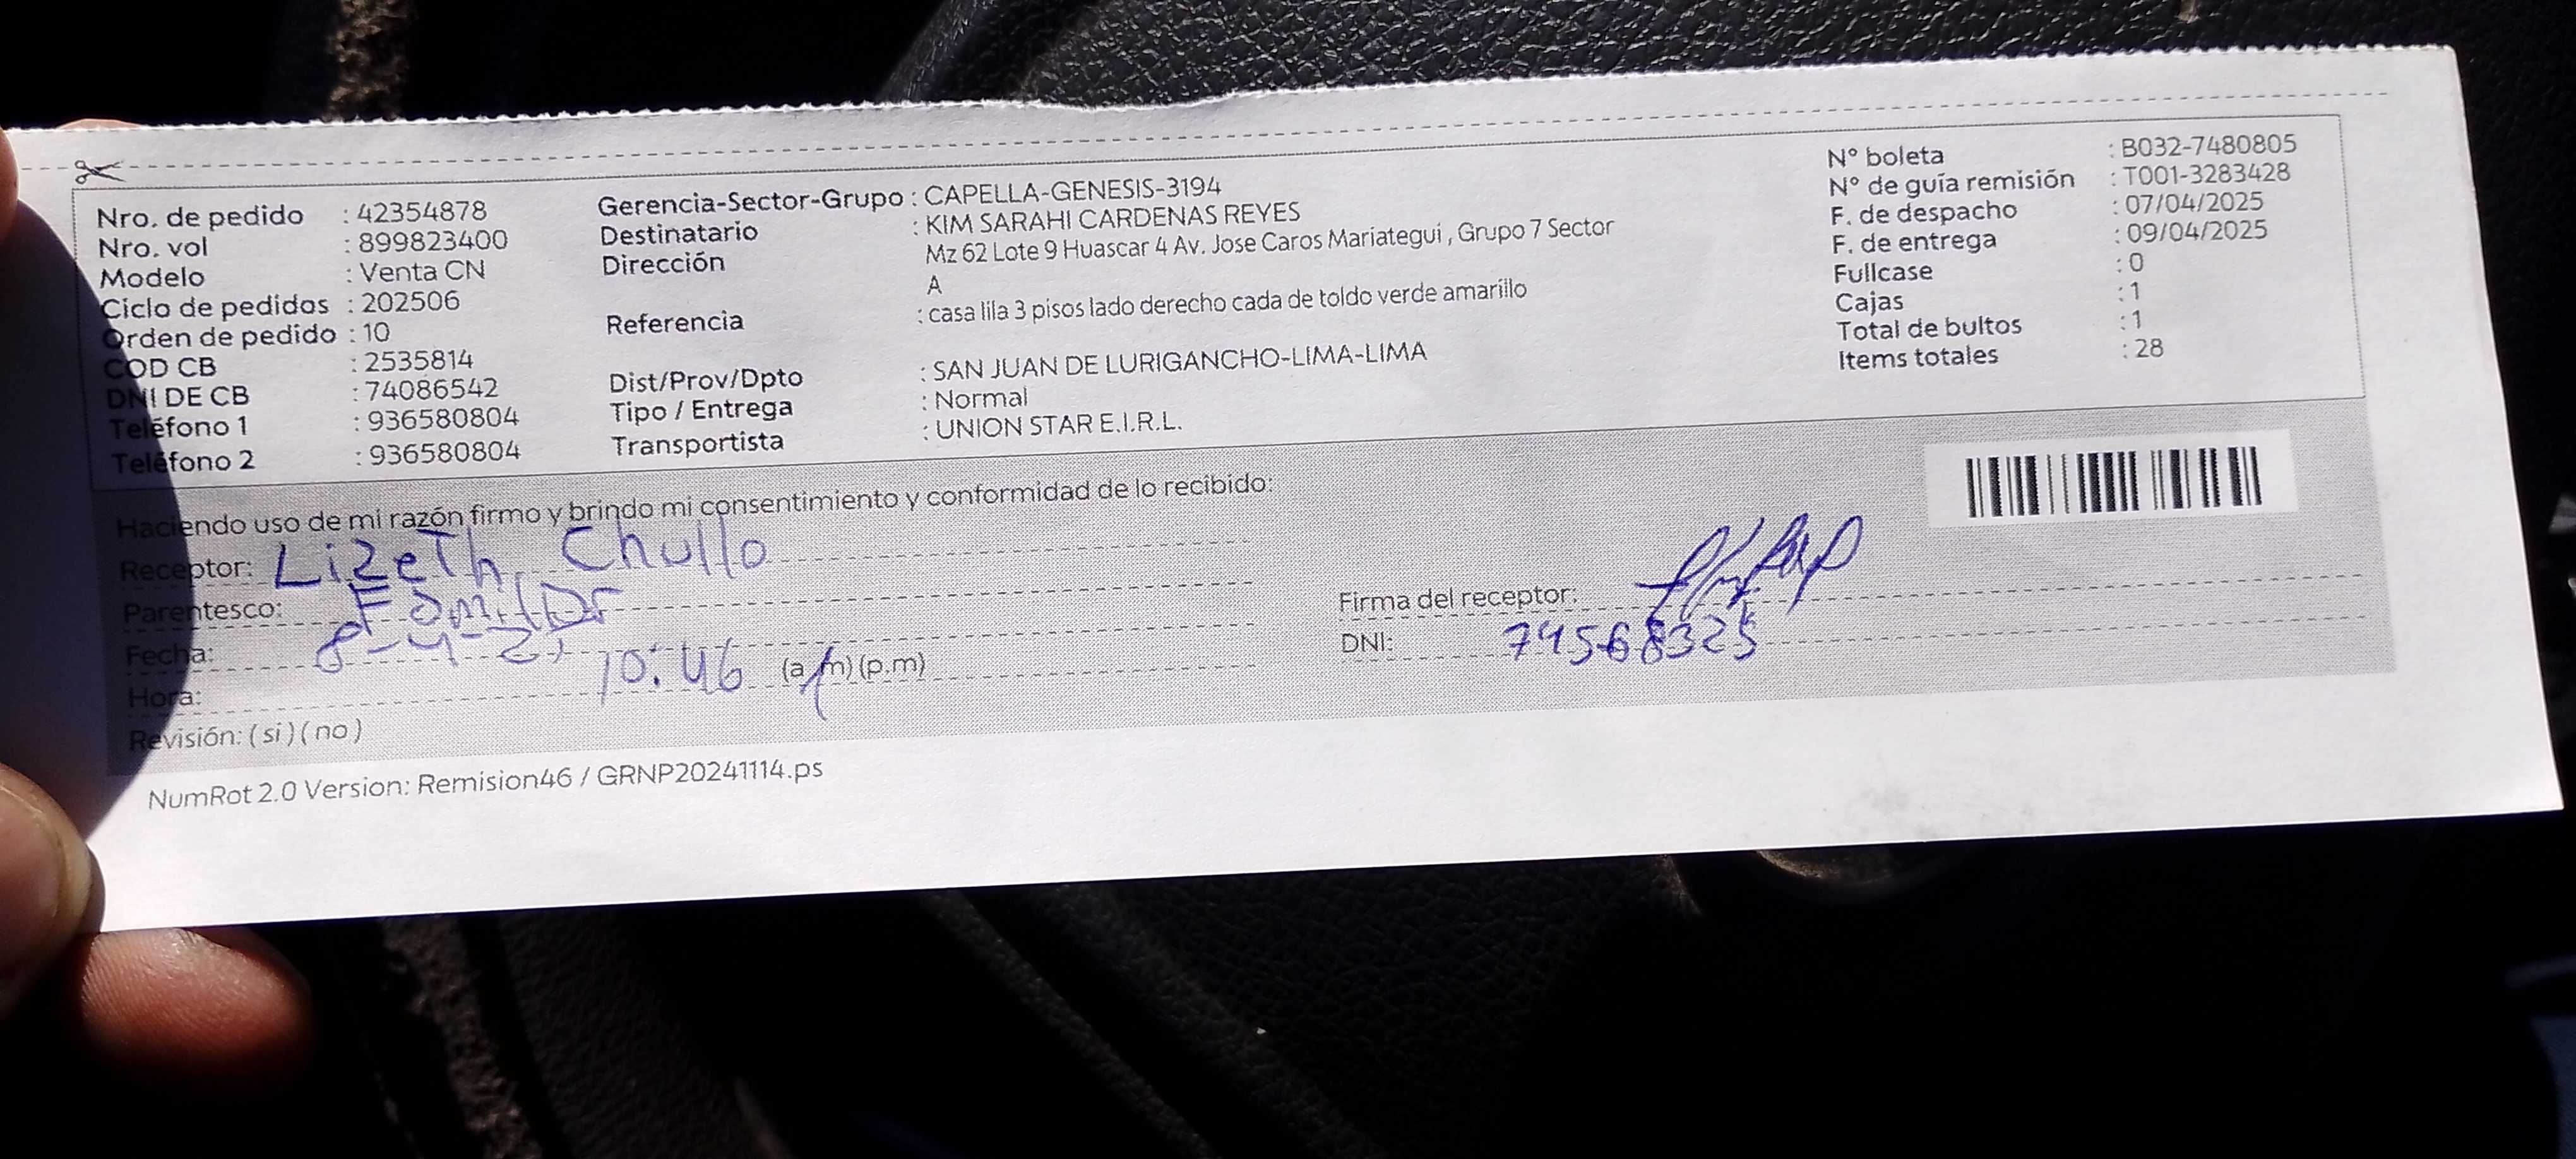 Nro. de pedido : 42354878
Nro. vol : 899823400
Modelo : Venta CN
Ciclo de pedidos : 202506
Orden de pedido : 10
COD CB : 2535814
DNI DE CB : 74086542
Teléfono 1 : 936580804
Teléfono 2 : 936580804
Gerencia-Sector-Grupo : CAPELLA-GENESIS-3194
Destinatario : KIM SARAHI CARDENAS REYES
Dirección Mz 62 Lote 9 Huascar 4 Av. Jose Caros Mariategui , Grupo 7 Sector
A
Referencia : casa lila 3 pisos lado derecho cada de toldo verde amarillo
Dist/Prov/Dpto : SAN JUAN DE LURIGANCHO-LIMA-LIMA
Tipo / Entrega : Normal
Transportista : UNION STAR E.I.R.L.
N° boleta : B032-7480805
N° de guía remisión : T001-3283428
F. de despacho : 07/04/2025
F. de entrega : 09/04/2025
Fullcase : 0
Cajas : 1
Total de bultos : 1
Items totales : 28
Haciendo uso de mi razón firmo y brindo mi consentimiento y conformidad de lo recibido:
Receptor: Lizeth Chullo
Parentesco: Familiar
Fecha: 8-4-25
Hora: 10:46 (a.m) (p.m)
Revisión: ( si ) ( no )
Firma del receptor:
DNI: 74568325
NumRot 2.0 Version: Remision46 / GRNP20241114.ps